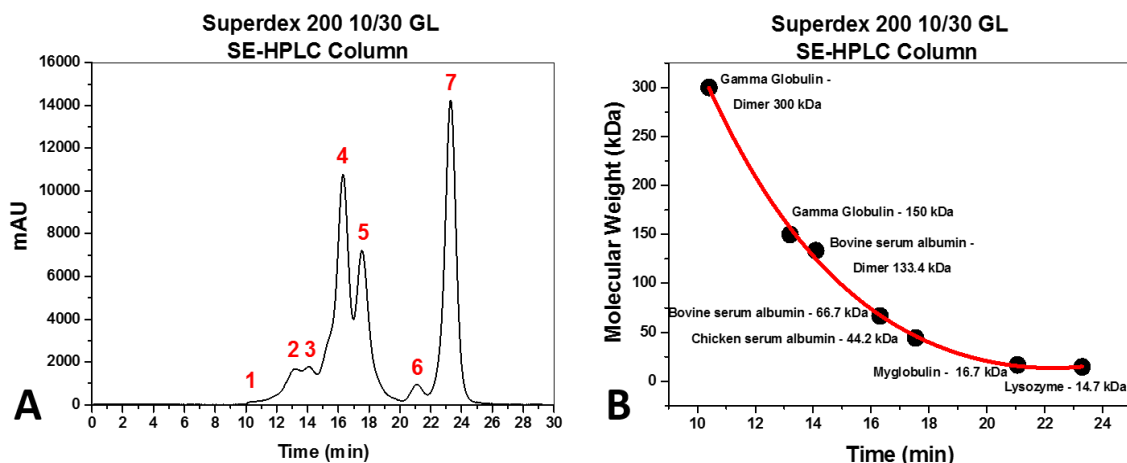 Superdex 200 10/30 GL
SE-HPLC Column
16000
14000
12000
10000
8000
6000
4000
2000
0
mAU
1
2
3
4
5
6
7
0 2 4 6 8 10 12 14 16 18 20 22 24 26 28 30
Time (min)
A
Superdex 200 10/30 GL
SE-HPLC Column
300
250
200
150
100
50
0
Molecular Weight (kDa)
Gamma Globulin -
Dimer 300 kDa
Gamma Globulin - 150 kDa
Bovine serum albumin -
Dimer 133.4 kDa
Bovine serum albumin - 66.7 kDa
Chicken serum albumin - 44.2 kDa
Myglobulin - 16.7 kDa
Lysozyme - 14.7 kDa
10 12 14 16 18 20 22 24
Time (min)
B